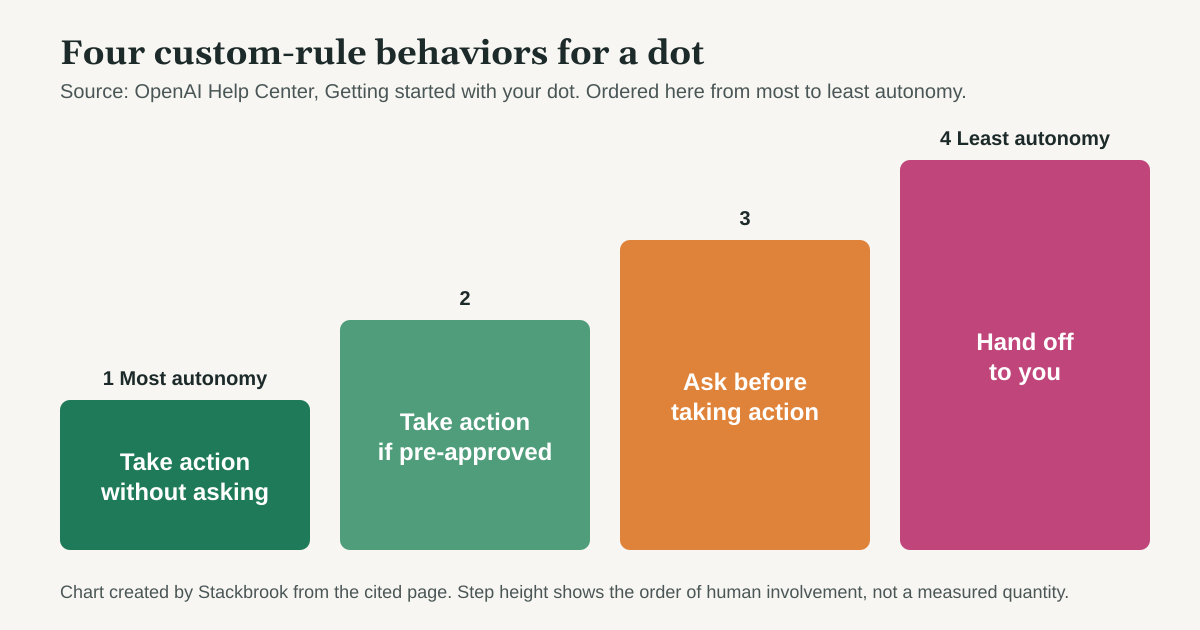 Four custom-rule behaviors for a dot
Source: OpenAI Help Center, Getting started with your dot. Ordered here from most to least autonomy.
1 Most autonomy
Take action
without asking
2
Take action
if pre-approved
3
Ask before
taking action
4 Least autonomy
Hand off
to you
Chart created by Stackbrook from the cited page. Step height shows the order of human involvement, not a measured quantity.